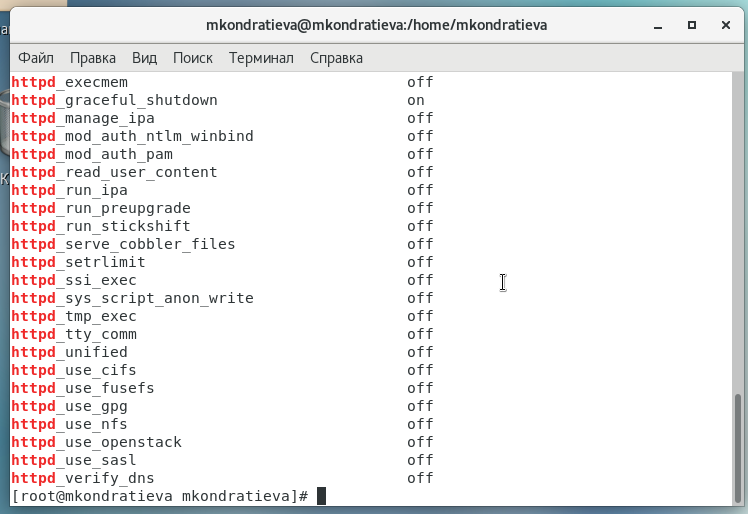 mkondratieva@mkondratieva:/home/mkondratieva
Файл Правка Вид Поиск Терминал Справка
httpd_execmem off
httpd_graceful_shutdown on
httpd_manage_ipa off
httpd_mod_auth_ntlm_winbind off
httpd_mod_auth_pam off
httpd_read_user_content off
httpd_run_ipa off
httpd_run_preupgrade off
httpd_run_stickshift off
httpd_serve_cobbler_files off
httpd_setrlimit off
httpd_ssi_exec off
httpd_sys_script_anon_write off
httpd_tmp_exec off
httpd_tty_comm off
httpd_unified off
httpd_use_cifs off
httpd_use_fusefs off
httpd_use_gpg off
httpd_use_nfs off
httpd_use_openstack off
httpd_use_sasl off
httpd_verify_dns off
[root@mkondratieva mkondratieva]#